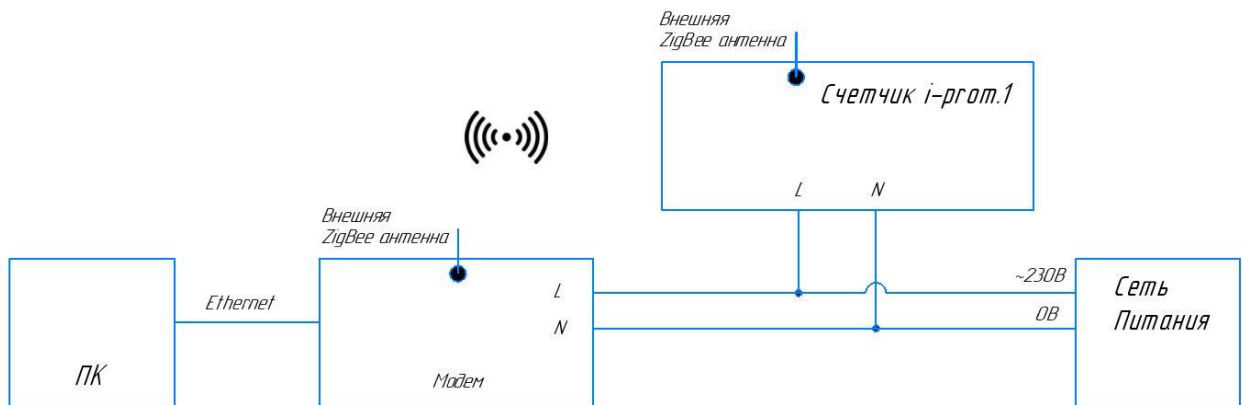 Внешняя
ZigBee антенна
Счетчик i-prom.1
L
N
Внешняя
ZigBee антенна
ПК
Ethernet
L
N
Модем
~230В
0В
Сеть
Питания